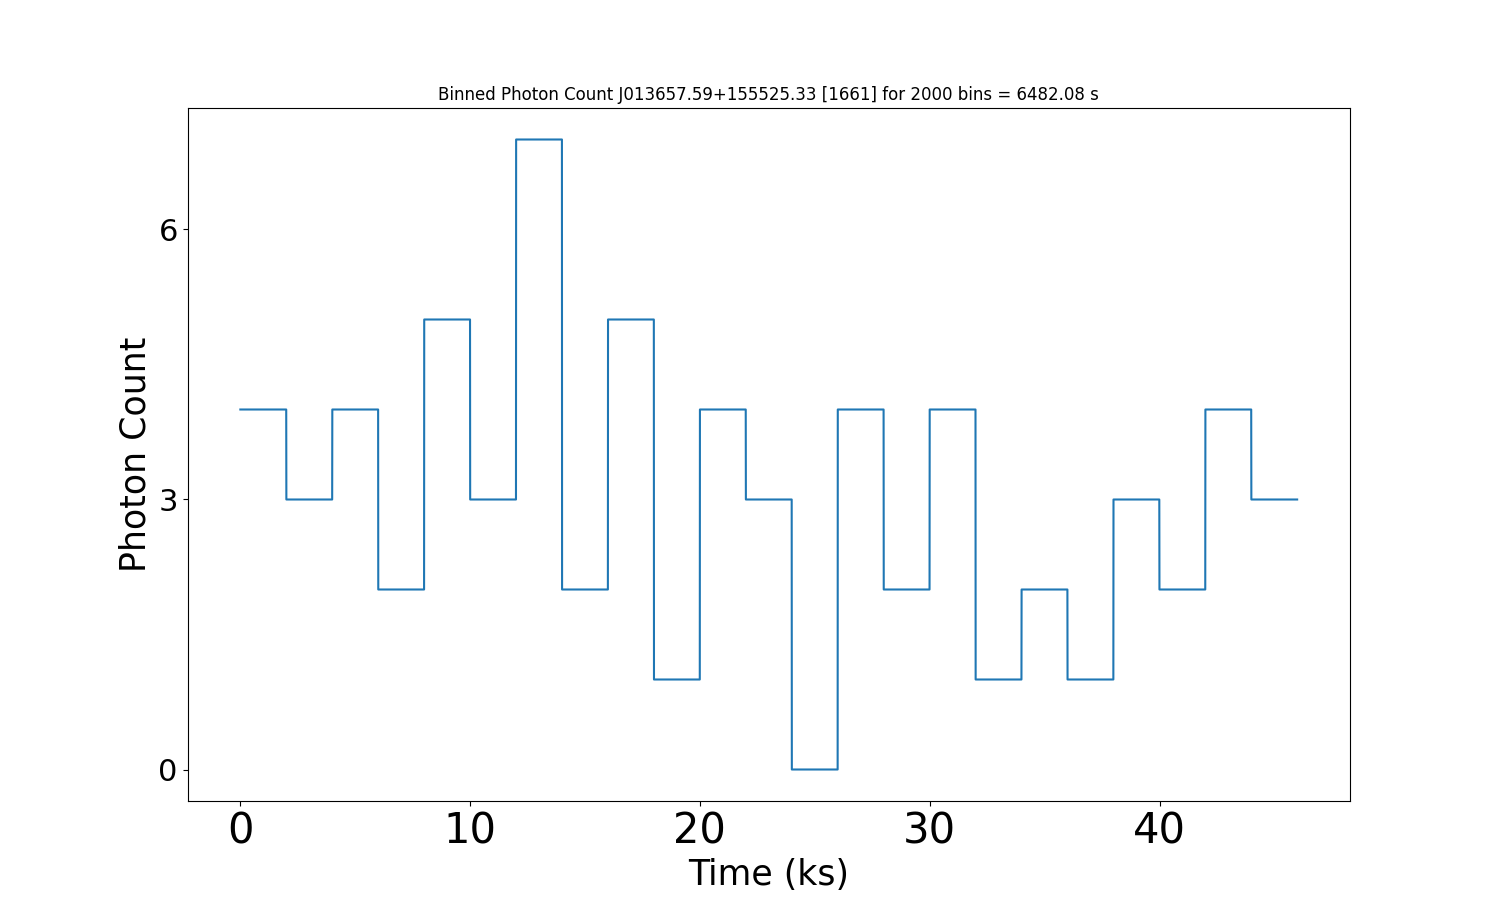 Binned Photon Count J013657.59+155525.33 [1661] for 2000 bins = 6482.08 s
6
3
0
Photon Count
0 10 20 30 40
Time (ks)